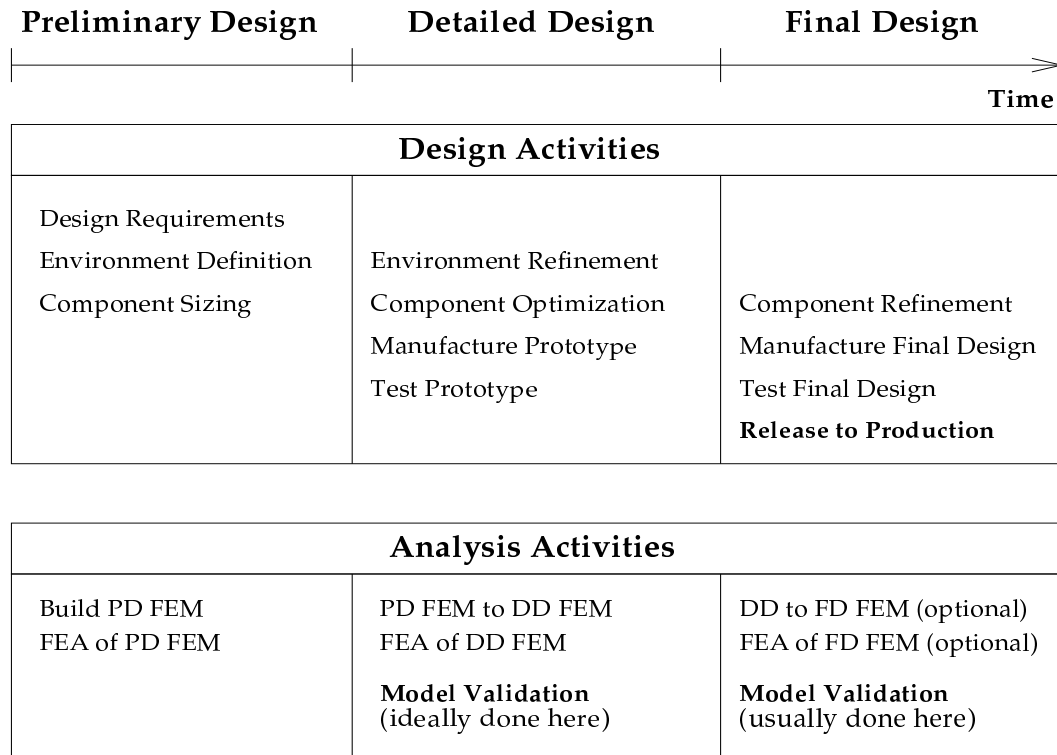 Preliminary Design
Detailed Design
Final Design
Time
Design Activities
Design Requirements
Environment Definition
Component Sizing
Environment Refinement
Component Optimization
Manufacture Prototype
Test Prototype
Component Refinement
Manufacture Final Design
Test Final Design
Release to Production
Analysis Activities
Build PD FEM
FEA of PD FEM
PD FEM to DD FEM
FEA of DD FEM
Model Validation
(ideally done here)
DD to FD FEM (optional)
FEA of FD FEM (optional)
Model Validation
(usually done here)